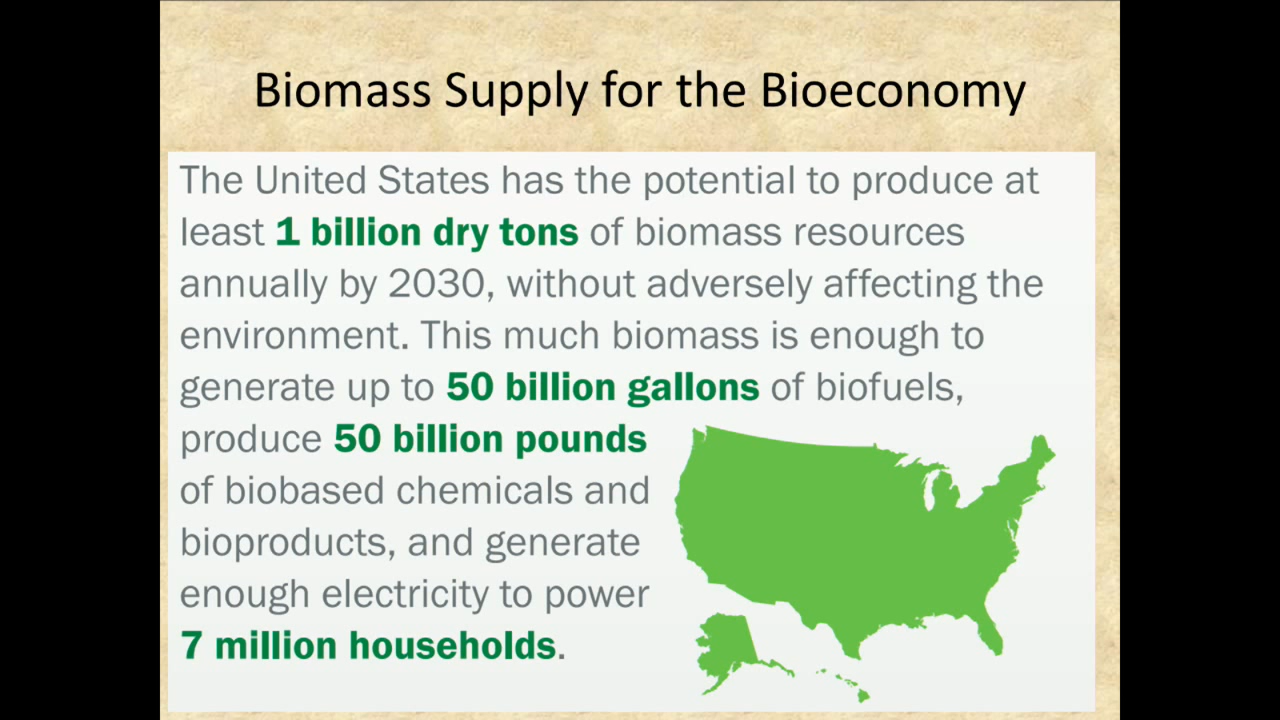 Biomass Supply for the Bioeconomy
The United States has the potential to produce at
least 1 billion dry tons of biomass resources
annually by 2030, without adversely affecting the
environment. This much biomass is enough to
generate up to 50 billion gallons of biofuels,
produce 50 billion pounds
of biobased chemicals and
bioproducts, and generate
enough electricity to power
7 million households.